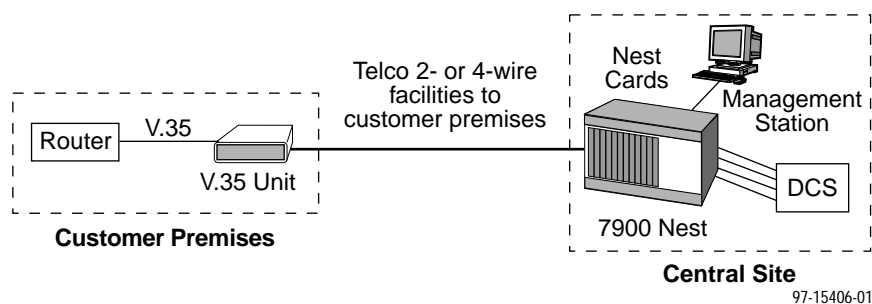 Router
V.35
V.35 Unit
Customer Premises
Telco 2- or 4-wire
facilities to
customer premises
Nest
Cards
Management
Station
DCS
7900 Nest
Central Site
97-15406-01